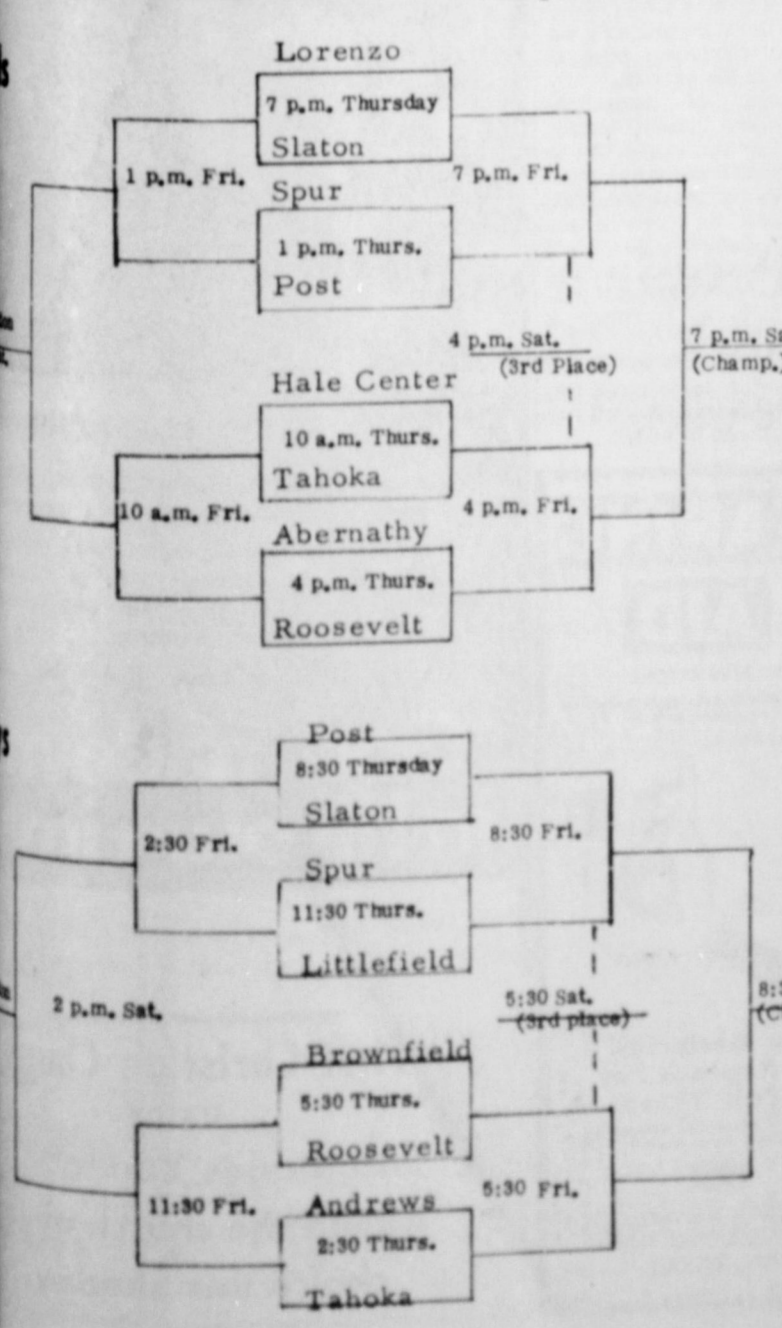 Lorenzo
7 p.m. Thursday
Slaton
1 p.m. Fri.
7 p.m. Fri.
Spur
1 p.m. Thurs.
Post
4 p.m. Sat.
(3rd Place)
7 p.m.
(Champ.)
Hale Center
10 a.m. Thurs.
Tahoka
10 a.m. Fri.
4 p.m. Fri.
Abernathy
4 p.m. Thurs.
Roosevelt
Post
8:30 Thursday
Slaton
2:30 Fri.
8:30 Fri.
Spur
11:30 Thurs.
Littlefield
2 p.m. Sat.
5:30 Sat.
(3rd place)
Brownfield
5:30 Thurs.
Roosevelt
11:30 Fri.
5:30 Fri.
Andrews
2:30 Thurs.
Tahoka